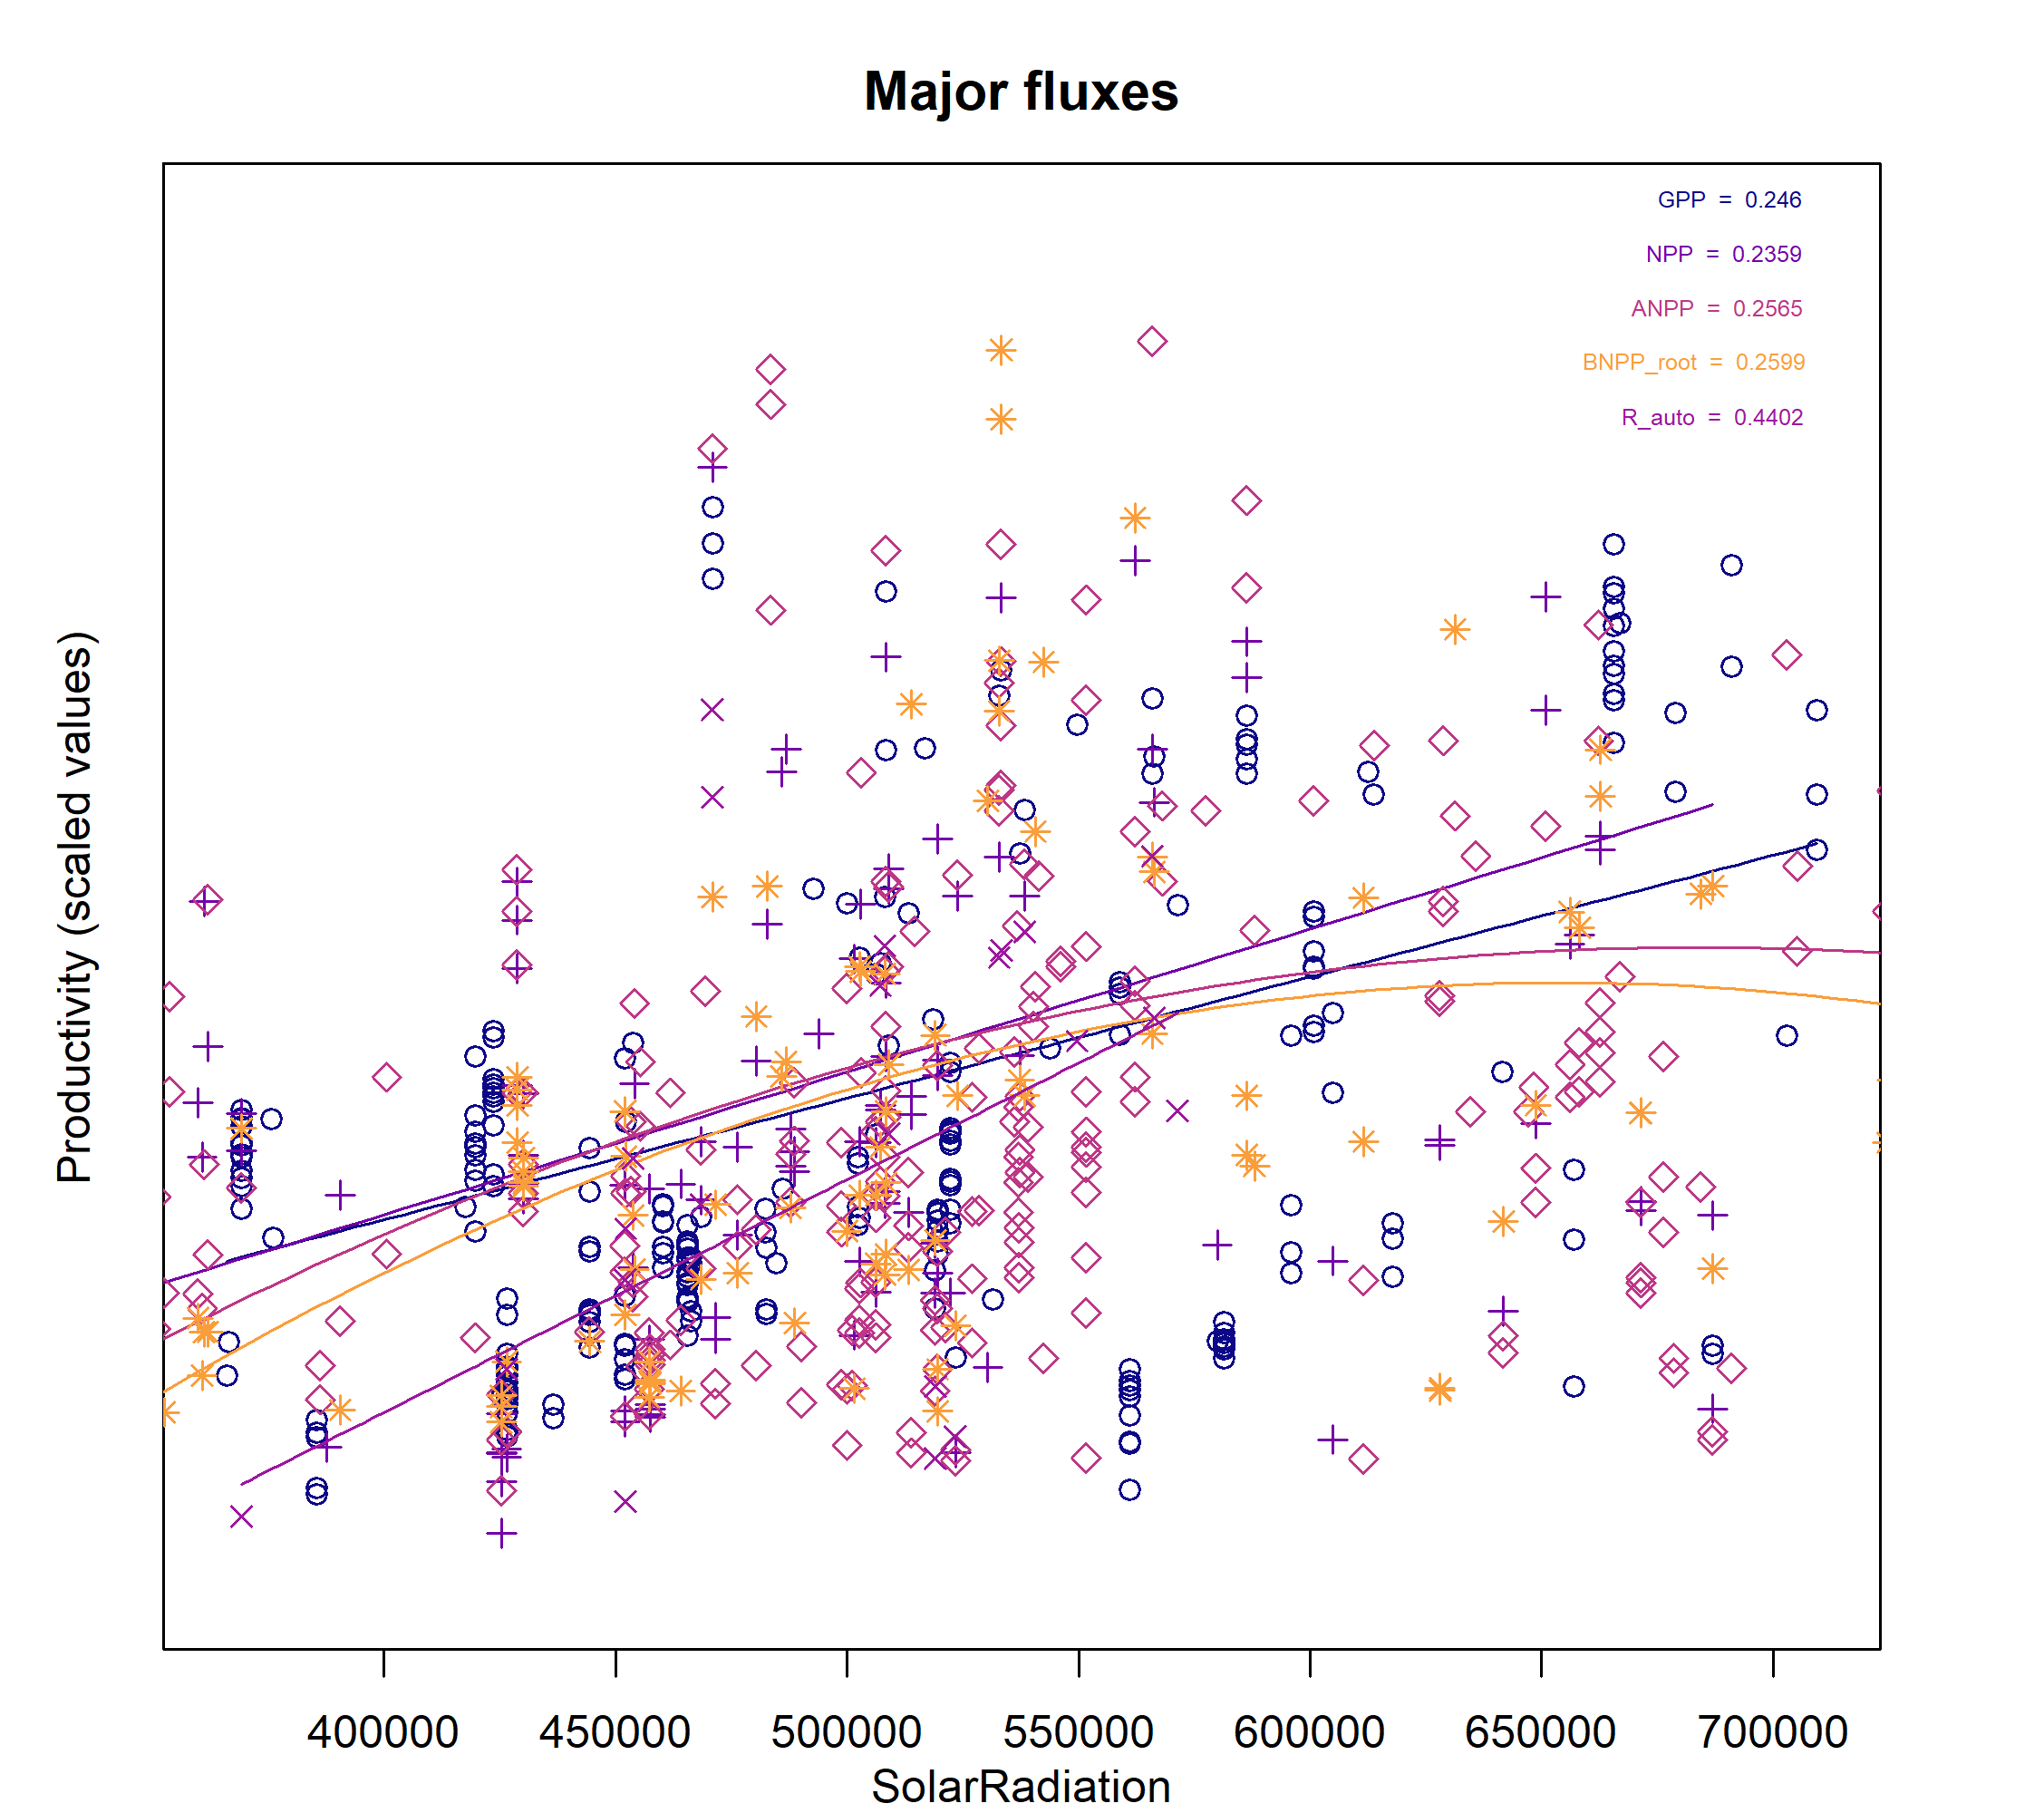 Major fluxes
GPP = 0.246
NPP = 0.2359
ANPP = 0.2565
BNPP_root = 0.2599
R_auto = 0.4402
Productivity (scaled values)
400000 450000 500000 550000 600000 650000 700000
SolarRadiation